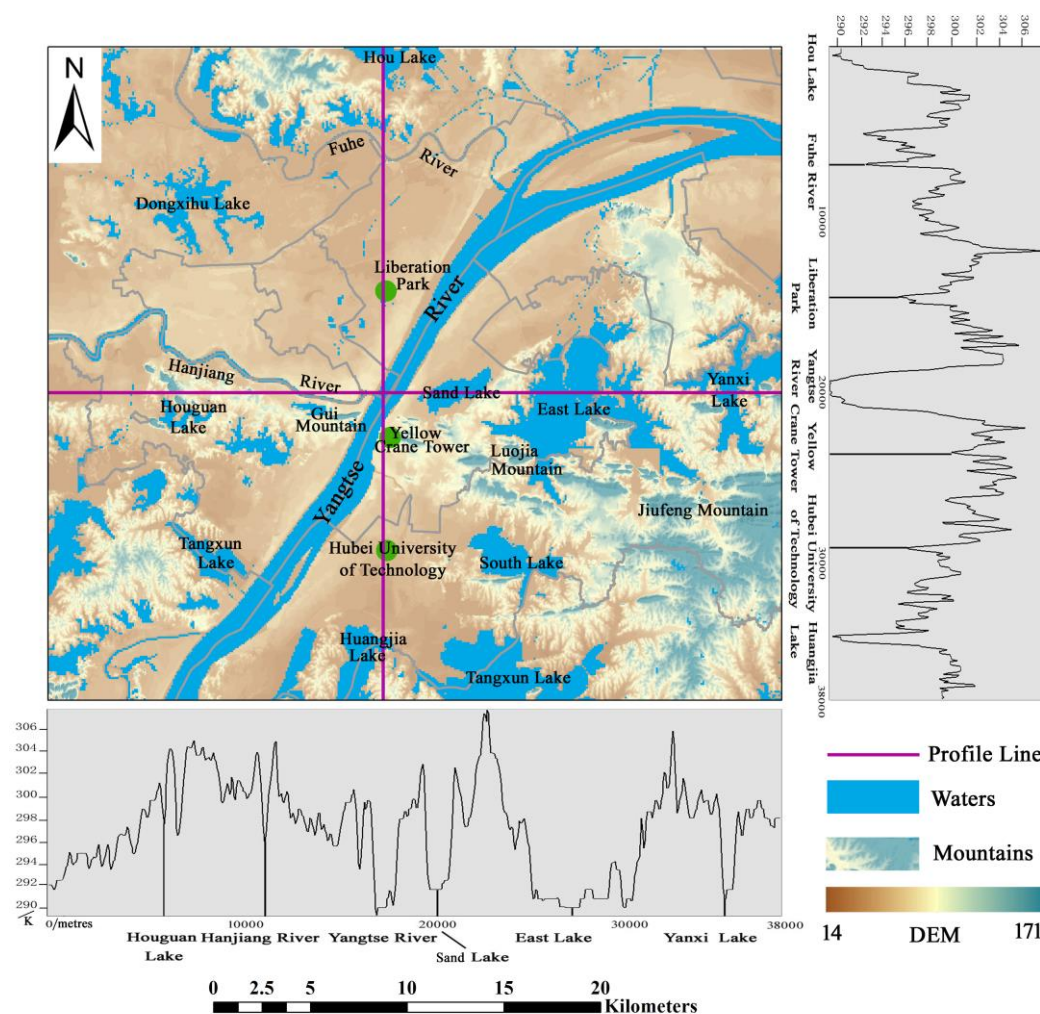 N
Hou Lake
Fuhe
River
Dongxihu Lake
Liberation
Park
River
Hanjiang
River
Sand Lake
Yanxi
Lake
Houguan
Lake
Gui
Mountain
East Lake
Yellow
Crane Tower
Luojia
Mountain
Yangtse
Jiufeng Mountain
Tangxun
Lake
Hubei University
of Technology
South Lake
Huangjia
Lake
Tangxun Lake
290 292 294 296 298 300 302 304 306
Hou Lake
Fuhe River
10000
Liberation
Park
Yangtse
River
20000
Yellow
Crane Tower
Hubei University
of Technology
30000
Huangjia
Lake
38000
306
304
302
300
298
296
294
292
290
K
0/metres 10000 20000 30000 38000
Houguan
Lake
Hanjiang River
Yangtse River
Sand Lake
East Lake
Yanxi Lake
Profile Line
Waters
Mountains
14 DEM 171
0 2.5 5 10 15 20
Kilometers